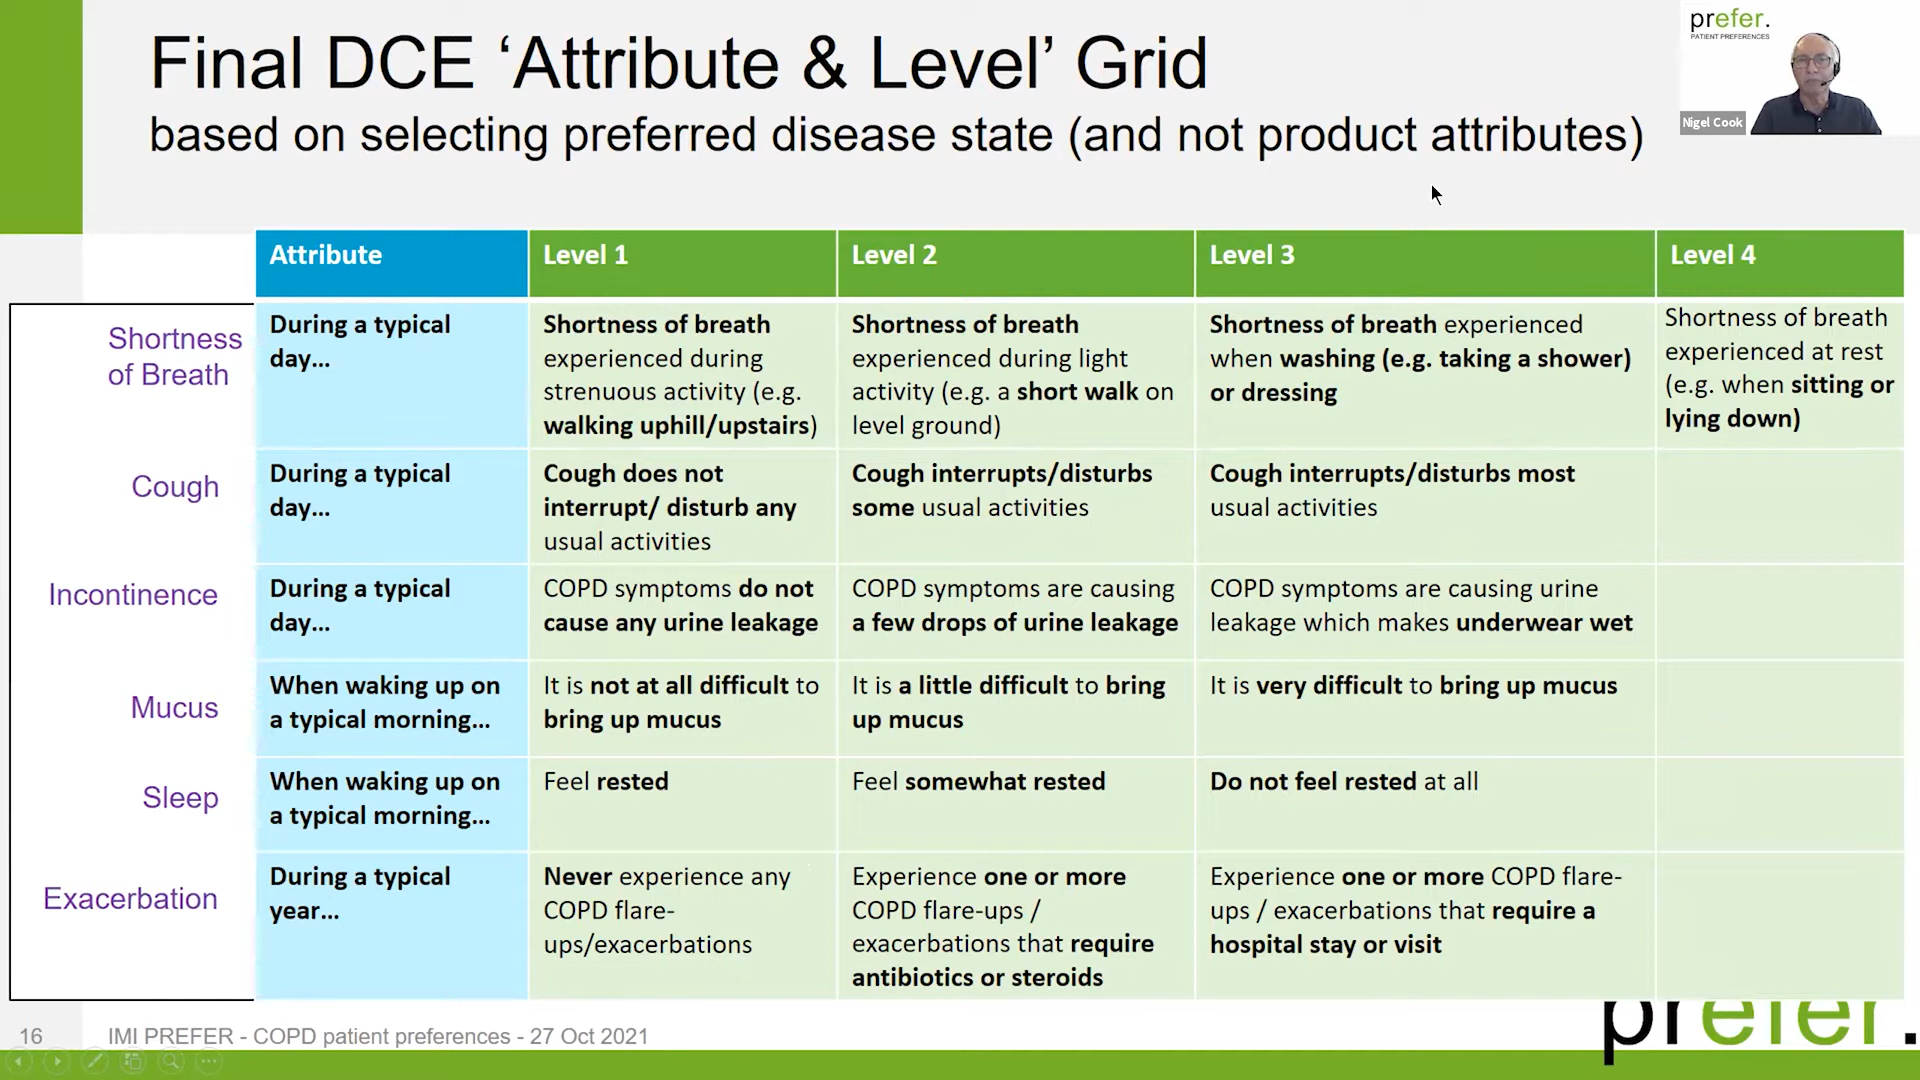 Final DCE ‘Attribute & Level’ Grid
based on selecting preferred disease state (and not product attributes)
prefer.
PATIENT PREFERENCES
Nigel Cook
Attribute
Level 1
Level 2
Level 3
Level 4
Shortness
of Breath
During a typical
day...
Shortness of breath
experienced during
strenuous activity (e.g.
walking uphill/upstairs)
Shortness of breath
experienced during light
activity (e.g. a short walk on
level ground)
Shortness of breath experienced
when washing (e.g. taking a shower)
or dressing
Shortness of breath
experienced at rest
(e.g. when sitting or
lying down)
Cough
During a typical
day...
Cough does not
interrupt/ disturb any
usual activities
Cough interrupts/disturbs
some usual activities
Cough interrupts/disturbs most
usual activities
Incontinence
During a typical
day...
COPD symptoms do not
cause any urine leakage
COPD symptoms are causing
a few drops of urine leakage
COPD symptoms are causing urine
leakage which makes underwear wet
Mucus
When waking up on
a typical morning...
It is not at all difficult to
bring up mucus
It is a little difficult to bring
up mucus
It is very difficult to bring up mucus
Sleep
When waking up on
a typical morning...
Feel rested
Feel somewhat rested
Do not feel rested at all
Exacerbation
During a typical
year...
Never experience any
COPD flare-
ups/exacerbations
Experience one or more
COPD flare-ups /
exacerbations that require
antibiotics or steroids
Experience one or more COPD flare-
ups / exacerbations that require a
hospital stay or visit
16
IMI PREFER - COPD patient preferences - 27 Oct 2021
prefer.